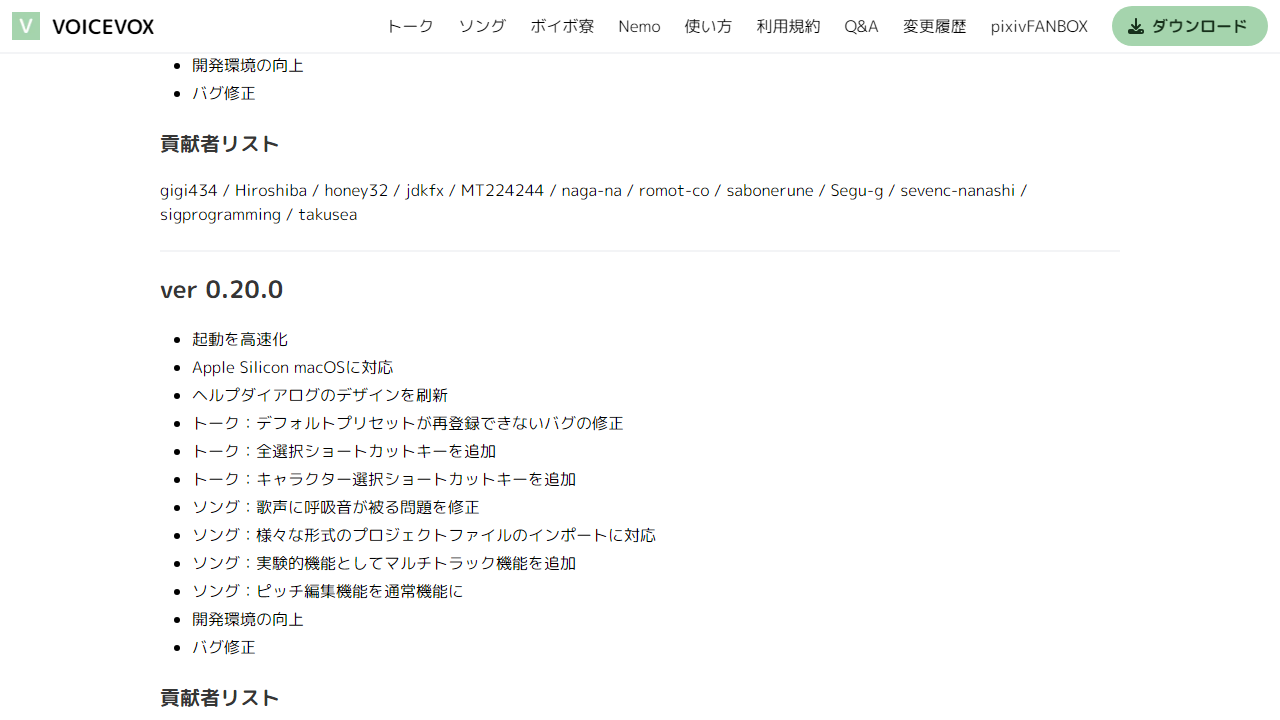 V VOICEVOX トーク ソング ボイボ寮 Nemo 使い方 利用規約 Q&A 変更履歴 pixivFANBOX ダウンロード
開発環境の向上
バグ修正
貢献者リスト
gigi434 / Hiroshiba / honey32 / jdkfx / MT224244 / naga-na / romot-co / sabonerune / Segu-g / sevenc-nanashi /
sigprogramming / takusea
ver 0.20.0
起動を高速化
Apple Silicon macOSに対応
ヘルプダイアログのデザインを刷新
トーク：デフォルトプリセットが再登録できないバグの修正
トーク：全選択ショートカットキーを追加
トーク：キャラクター選択ショートカットキーを追加
ソング：歌声に呼吸音が被る問題を修正
ソング：様々な形式のプロジェクトファイルのインポートに対応
ソング：実験的機能としてマルチトラック機能を追加
ソング：ピッチ編集機能を通常機能に
開発環境の向上
バグ修正
貢献者リスト